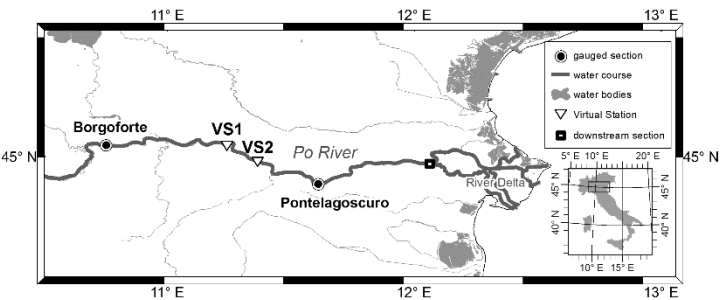 11° E
12° E
13° E
gauged section
water course
water bodies
Virtual Station
downstream section
Borgoforte
VS1
VS2
Po River
45° N
45° N
River Delta
Pontelagoscuro
5° E
10° E
20° E
45° N
45° N
40° N
40° N
10° E
15° E
11° E
12° E
13° E